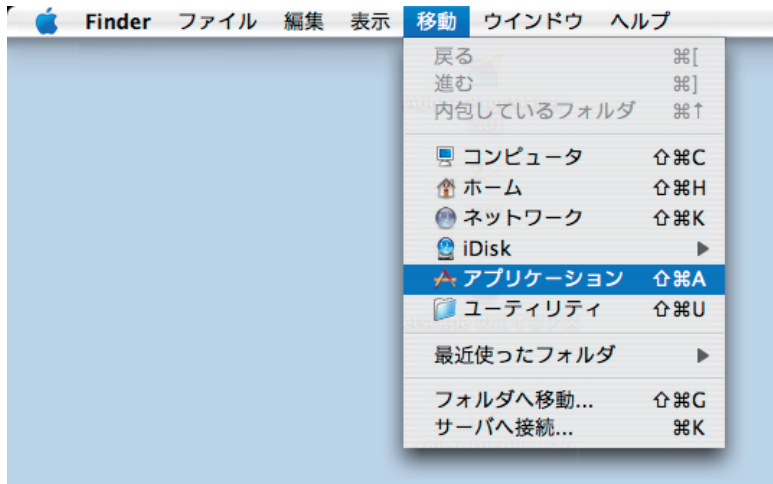 Finder ファイル 編集 表示 移動 ウインドウ ヘルプ
戻る ⌘[
進む ⌘]
内包しているフォルダ ⌘↑
コンピュータ ⇧⌘C
ホーム ⇧⌘H
ネットワーク ⇧⌘K
iDisk ▶
アプリケーション ⇧⌘A
ユーティリティ ⇧⌘U
最近使ったフォルダ ▶
フォルダへ移動... ⇧⌘G
サーバへ接続... ⌘K